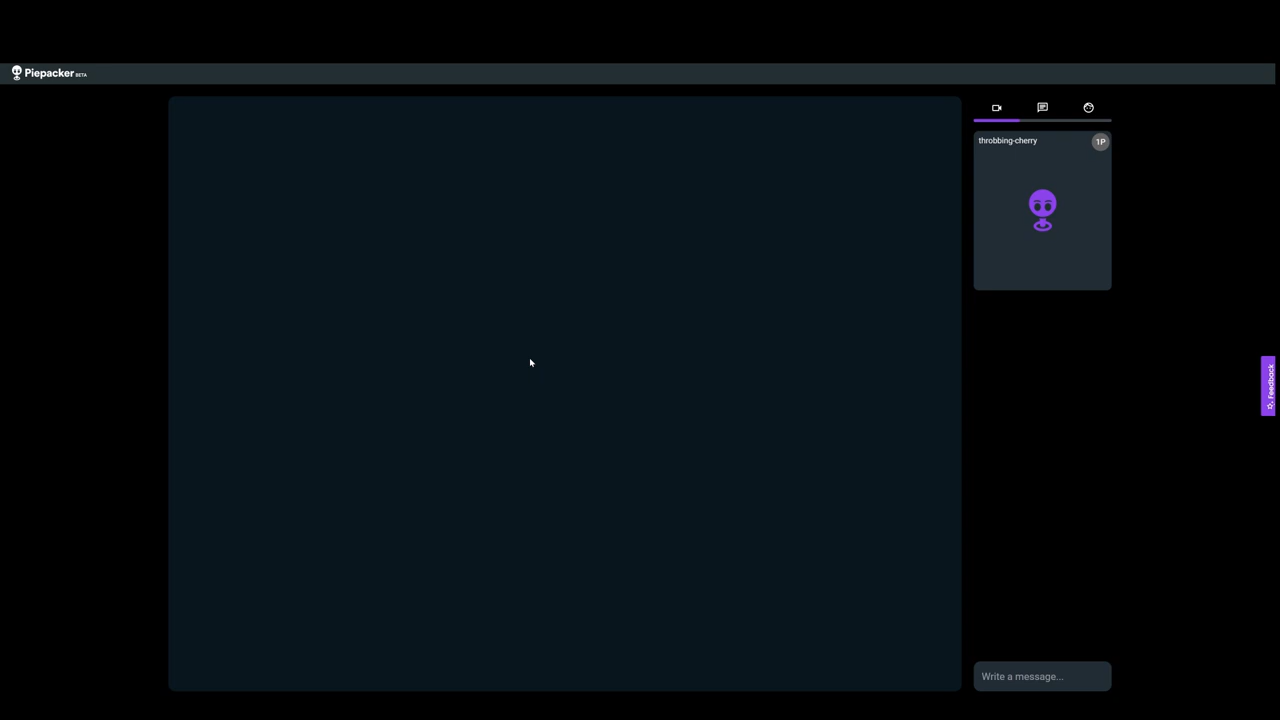 Piepacker BETA
throbbing-cherry
1P
Feedback
Write a message...